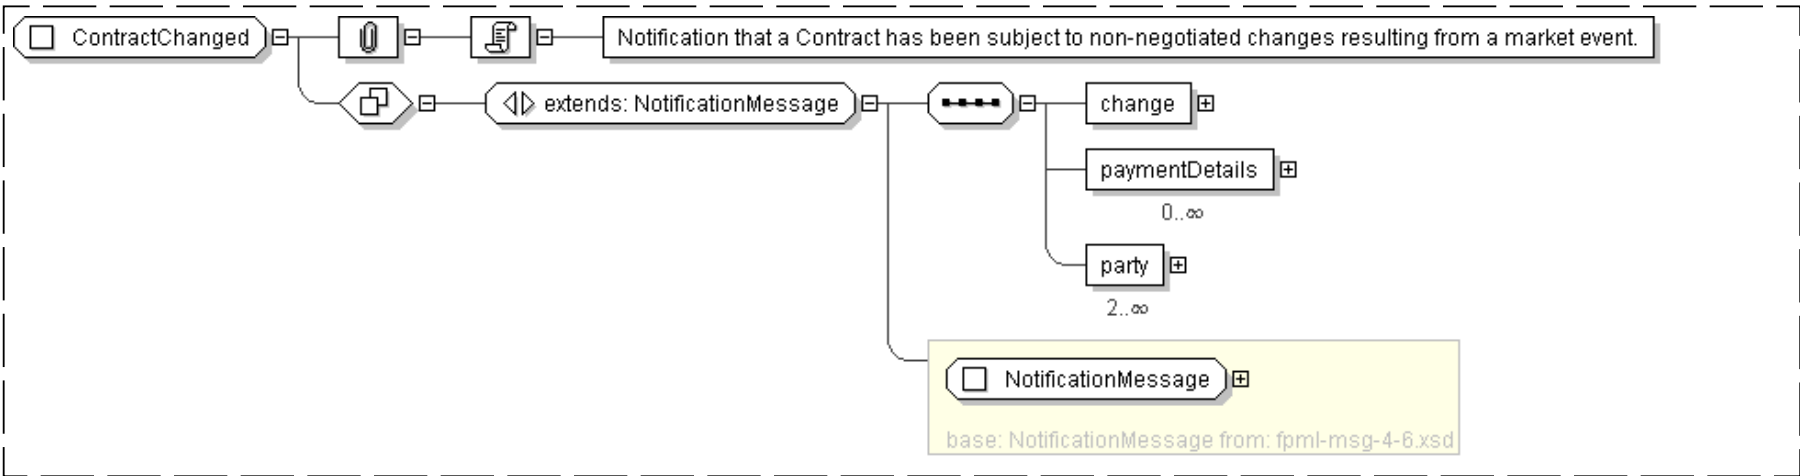 ContractChanged
Notification that a Contract has been subject to non-negotiated changes resulting from a market event.
extends: NotificationMessage
change
paymentDetails
0..∞
party
2..∞
NotificationMessage
base: NotificationMessage from: fpml-msg-4-6.xsd